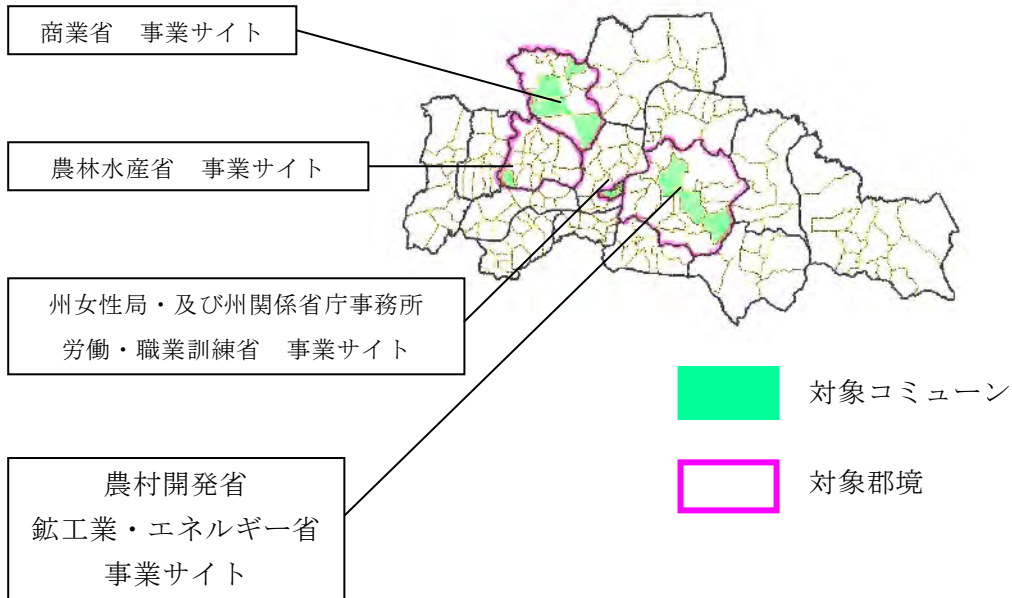 商業省　事業サイト
農林水産省　事業サイト
州女性局・及び州関係省庁事務所
労働・職業訓練省　事業サイト
農村開発省
鉱工業・エネルギー省
事業サイト
対象コミューン
対象郡境